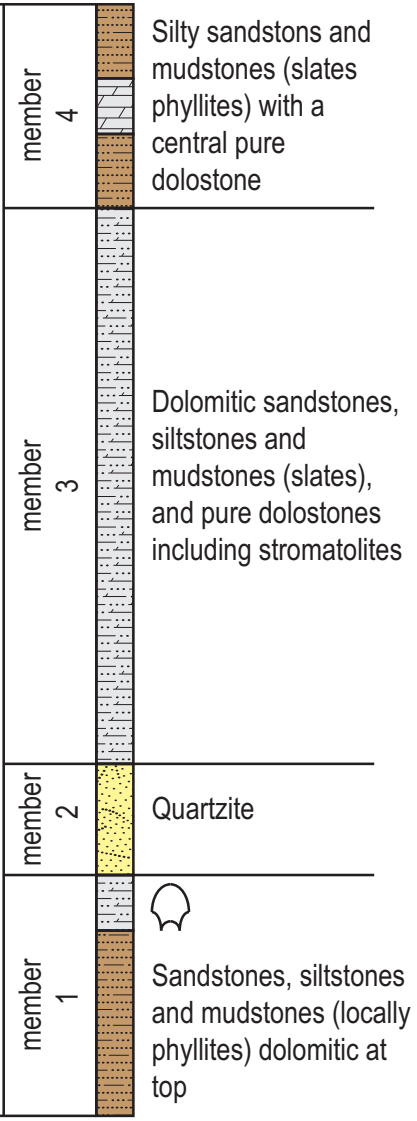 member
4
Silty sandstons and
mudstones (slates
phyllites) with a
central pure
dolostone
member
3
Dolomitic sandstones,
siltstones and
mudstones (slates),
and pure dolostones
including stromatolites
member
2
Quartzite
member
1
Sandstones, siltstones
and mudstones (locally
phyllites) dolomitic at
top